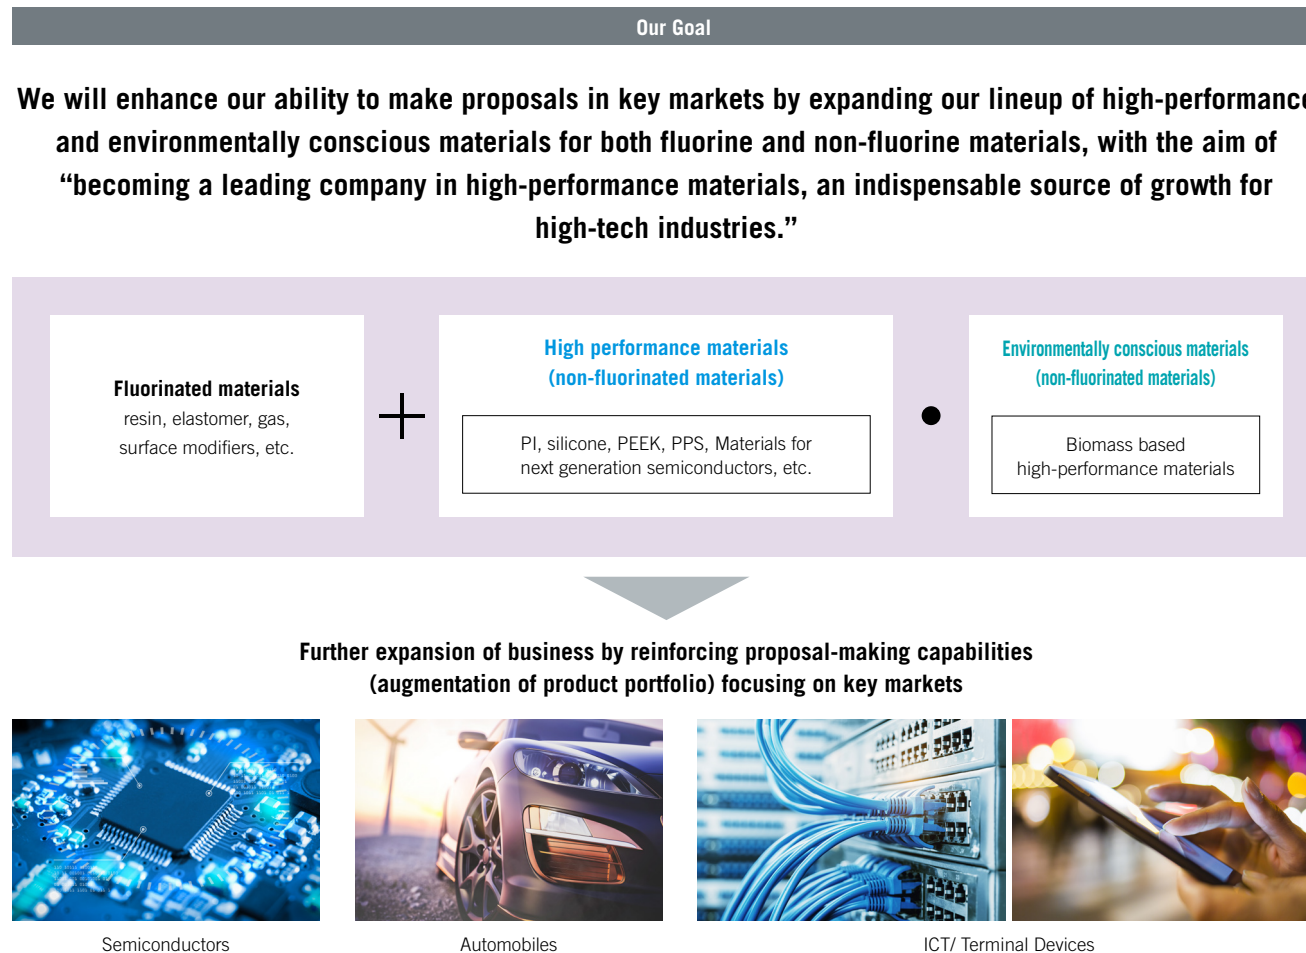 Our Goal
We will enhance our ability to make proposals in key markets by expanding our lineup of high-performance
and environmentally conscious materials for both fluorine and non-fluorine materials, with the aim of
“becoming a leading company in high-performance materials, an indispensable source of growth for
high-tech industries.”
Fluorinated materials
resin, elastomer, gas,
surface modifiers, etc.
High performance materials
(non-fluorinated materials)
PI, silicone, PEEK, PPS, Materials for
next generation semiconductors, etc.
Environmentally conscious materials
(non-fluorinated materials)
Biomass based
high-performance materials
Further expansion of business by reinforcing proposal-making capabilities
(augmentation of product portfolio) focusing on key markets
Semiconductors
Automobiles
ICT/ Terminal Devices